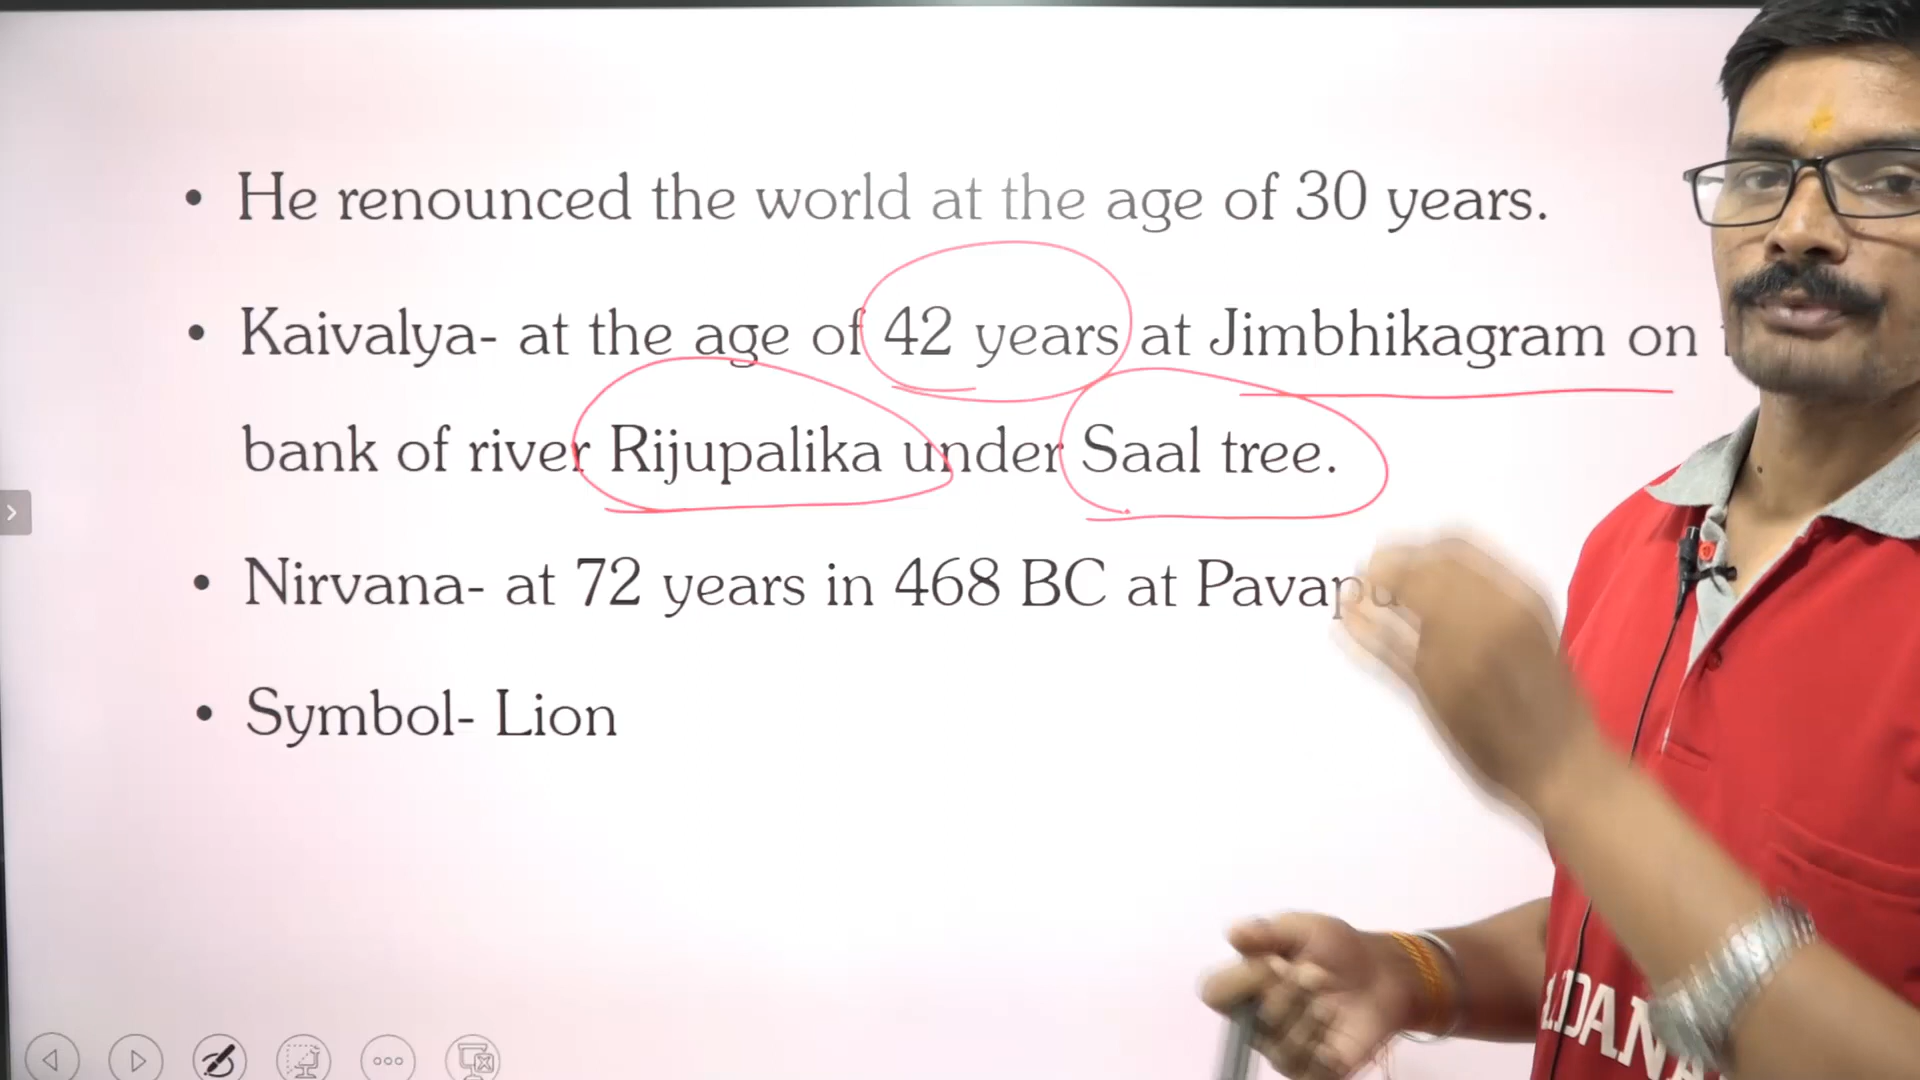 • He renounced the world at the age of 30 years.
• Kaivalya- at the age of 42 years at Jimbhikagram on
bank of river Rijupalika under Saal tree.
• Nirvana- at 72 years in 468 BC at
• Symbol- Lion